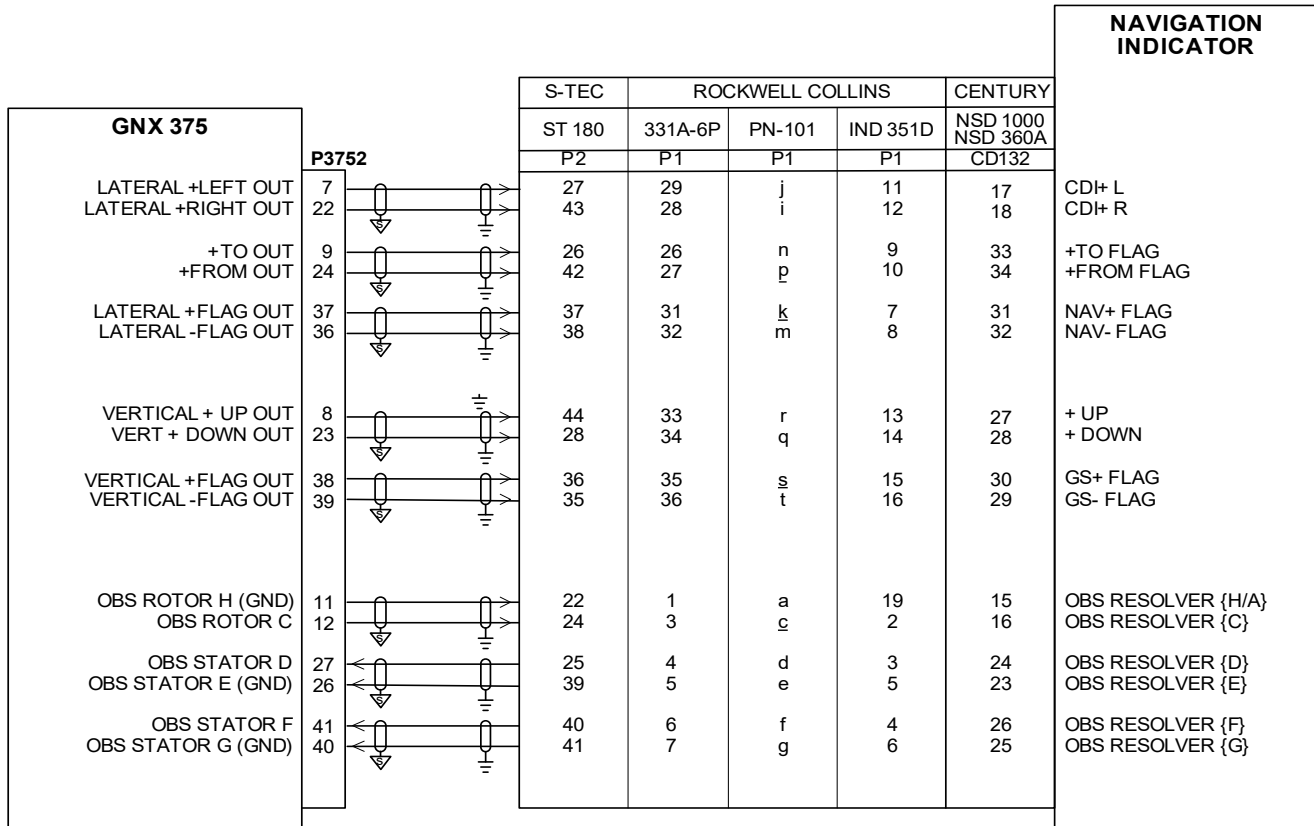 NAVIGATION
INDICATOR
S-TEC ROCKWELL COLLINS CENTURY
GNX 375 ST 180 331A-6P PN-101 IND 351D NSD 1000
NSD 360A
P3752 P2 P1 P1 P1 CD132
LATERAL +LEFT OUT 7 S 27 29 j 11 17 CDI+ L
LATERAL +RIGHT OUT 22 43 28 i 12 18 CDI+ R
+TO OUT 9 S 26 26 n 9 33 +TO FLAG
+FROM OUT 24 42 27 p 10 34 +FROM FLAG
LATERAL +FLAG OUT 37 S 37 31 k 7 31 NAV+ FLAG
LATERAL -FLAG OUT 36 38 32 m 8 32 NAV- FLAG
VERTICAL + UP OUT 8 S 44 33 r 13 27 + UP
VERT + DOWN OUT 23 28 34 q 14 28 + DOWN
VERTICAL +FLAG OUT 38 S 36 35 s 15 30 GS+ FLAG
VERTICAL -FLAG OUT 39 35 36 t 16 29 GS- FLAG
OBS ROTOR H (GND) 11 S 22 1 a 19 15 OBS RESOLVER {H/A}
OBS ROTOR C 12 24 3 c 2 16 OBS RESOLVER {C}
OBS STATOR D 27 S 25 4 d 3 24 OBS RESOLVER {D}
OBS STATOR E (GND) 26 39 5 e 5 23 OBS RESOLVER {E}
OBS STATOR F 41 S 40 6 f 4 26 OBS RESOLVER {F}
OBS STATOR G (GND) 40 41 7 g 6 25 OBS RESOLVER {G}